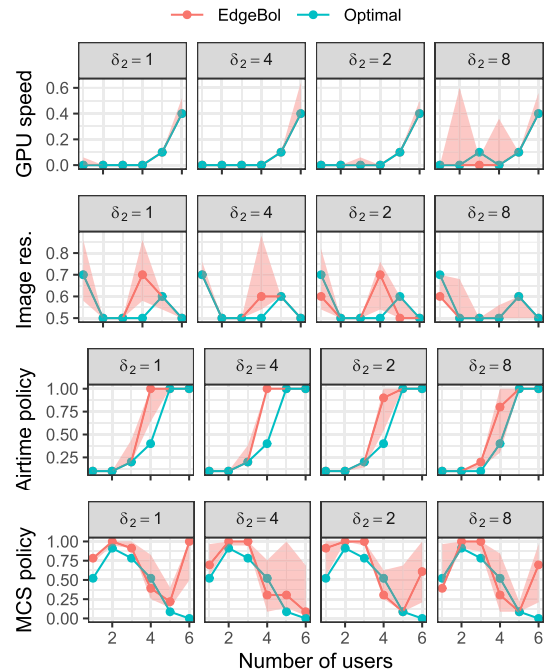 EdgeBol Optimal
δ₂ = 1 δ₂ = 4 δ₂ = 2 δ₂ = 8
GPU speed
0.6
0.4
0.2
0.0
δ₂ = 1 δ₂ = 4 δ₂ = 2 δ₂ = 8
Image res.
0.8
0.7
0.6
0.5
δ₂ = 1 δ₂ = 4 δ₂ = 2 δ₂ = 8
Airtime policy
1.00
0.75
0.50
0.25
δ₂ = 1 δ₂ = 4 δ₂ = 2 δ₂ = 8
MCS policy
1.00
0.75
0.50
0.25
0.00
2 4 6 2 4 6 2 4 6 2 4 6
Number of users